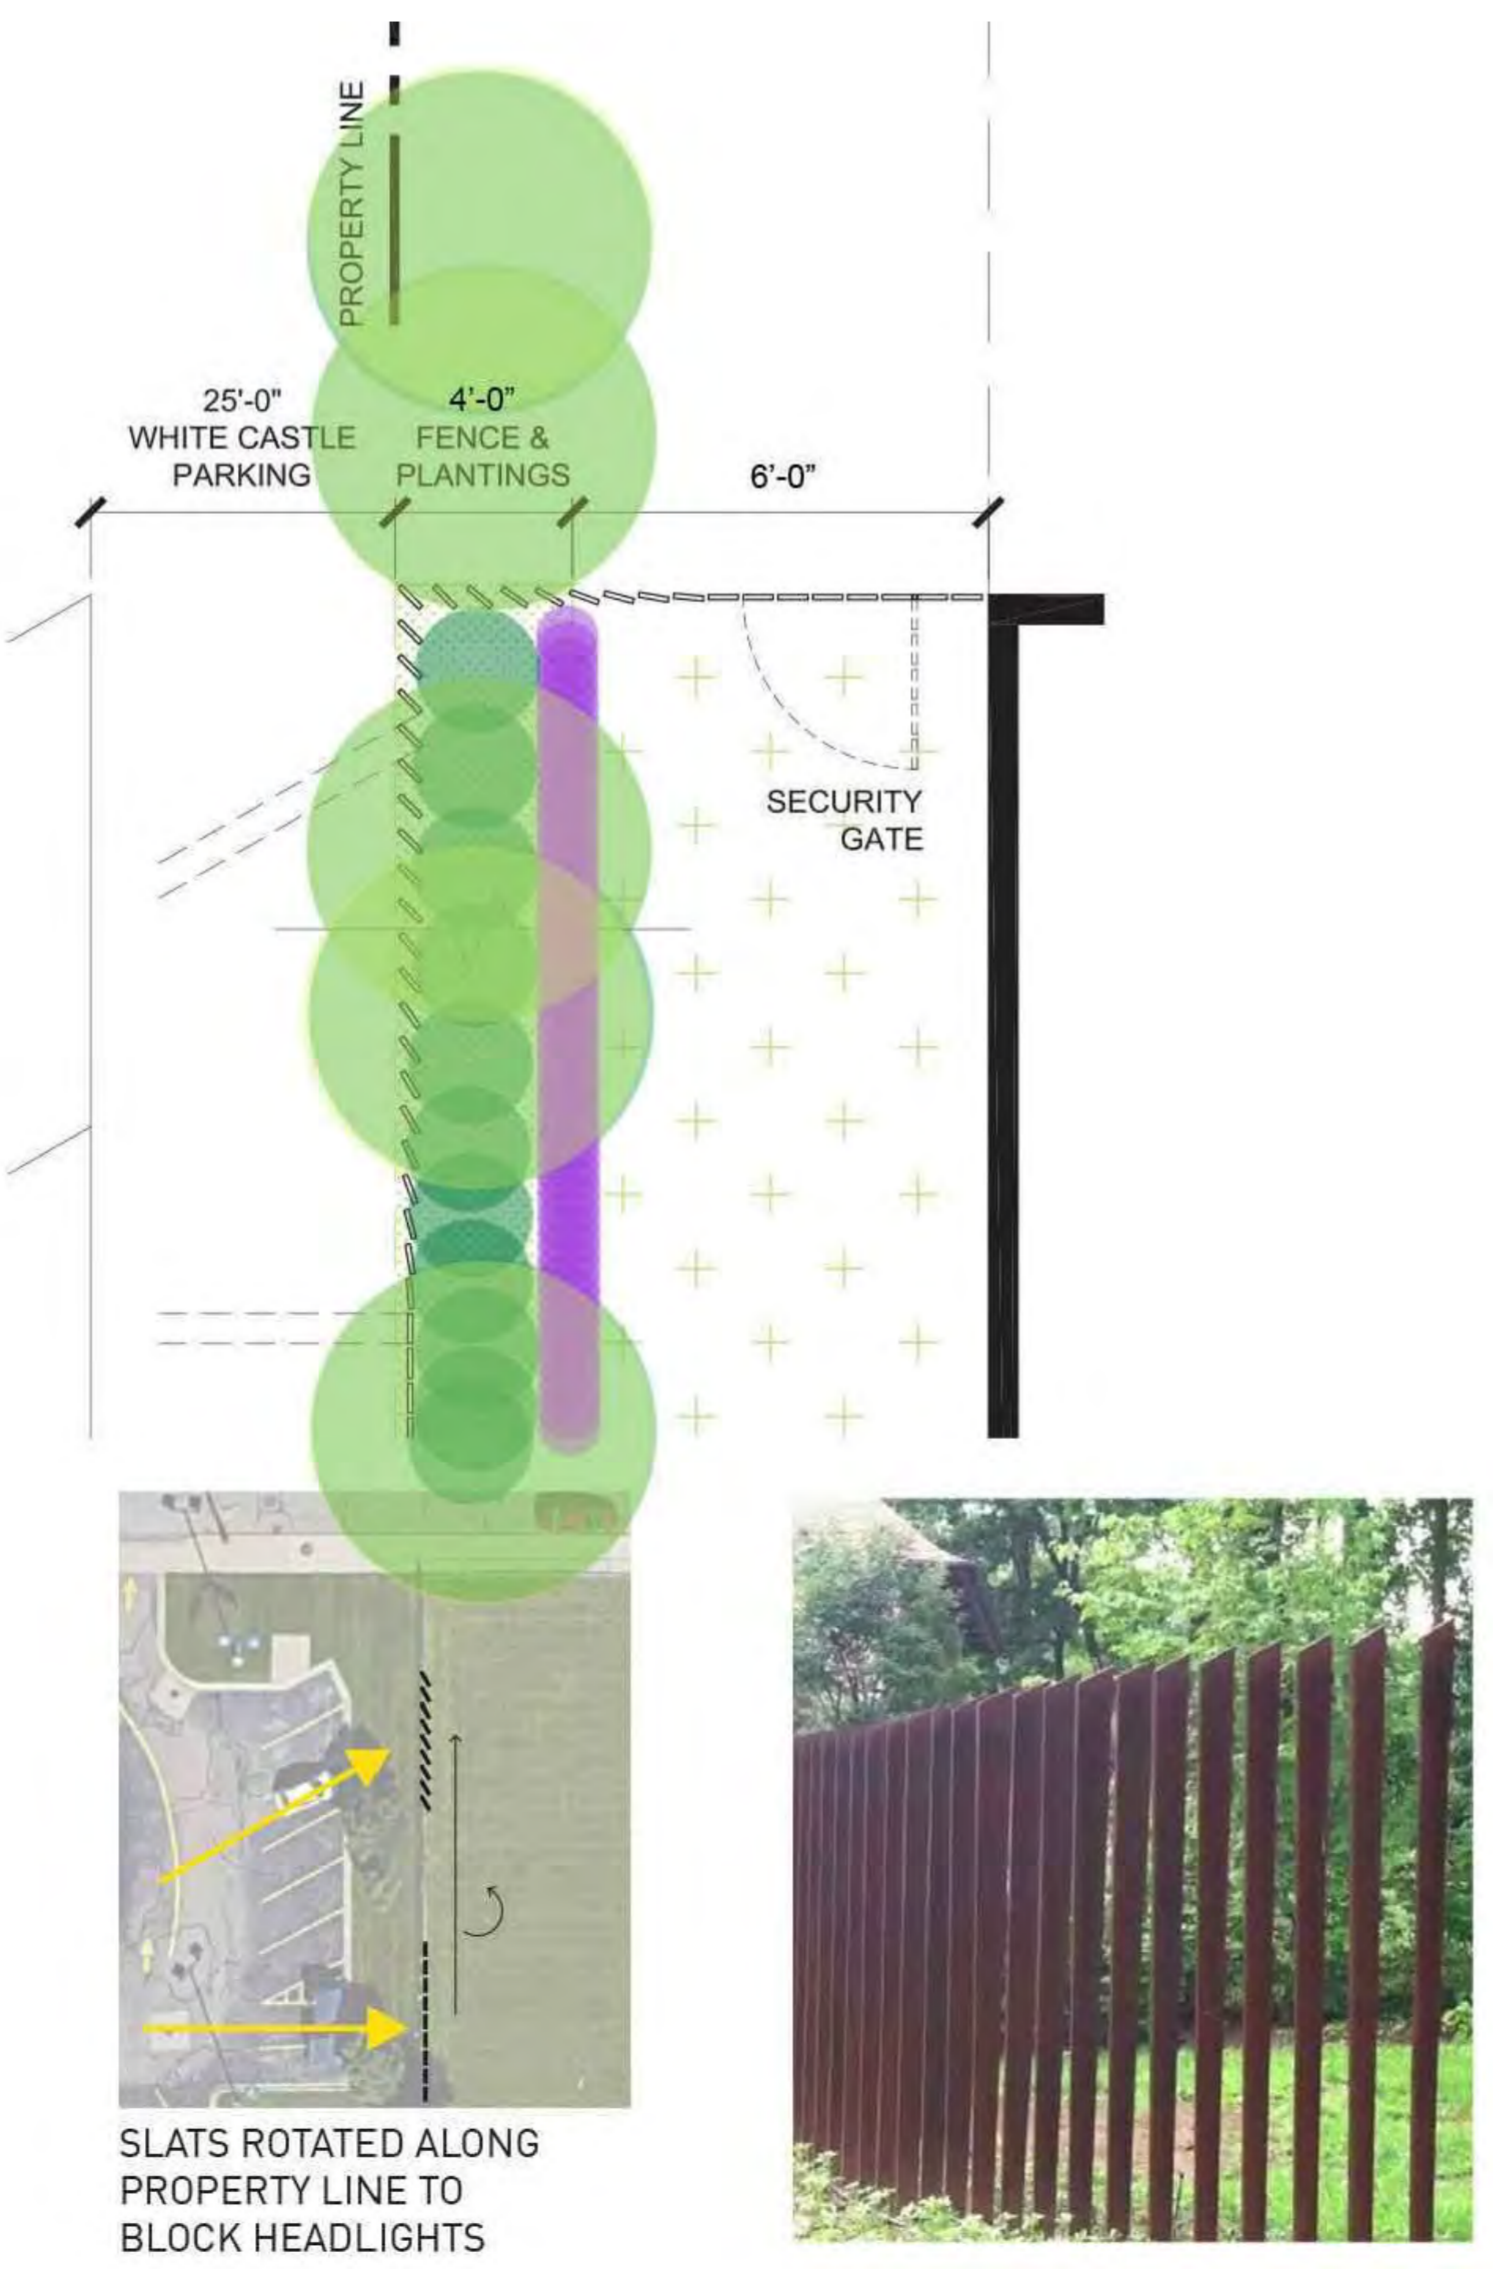 PROPERTY LINE
25'-0"
WHITE CASTLE
PARKING
4’-0”
FENCE &
PLANTINGS
6’-0”
SECURITY
GATE
SLATS ROTATED ALONG
PROPERTY LINE TO
BLOCK HEADLIGHTS